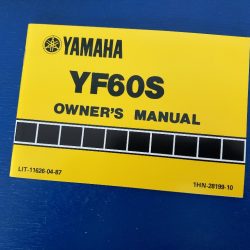 YAMAHA
YF60S
OWNER'S MANUAL
LIT-11626-04-87
1HN-28199-10